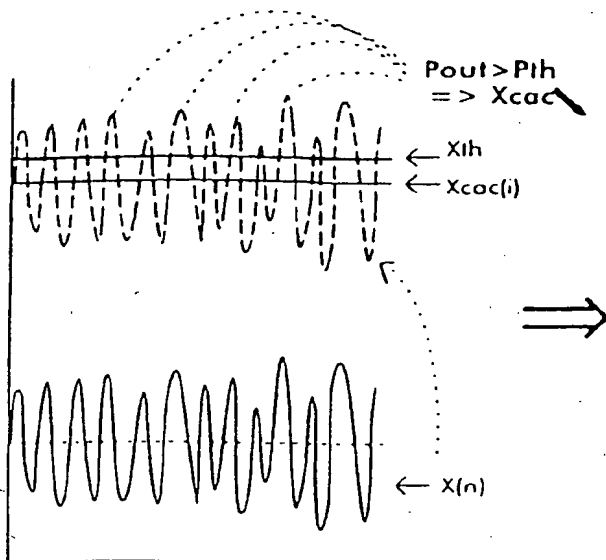 Pout>Pth
=> Xcac
Xth
Xcac(i)
X(n)